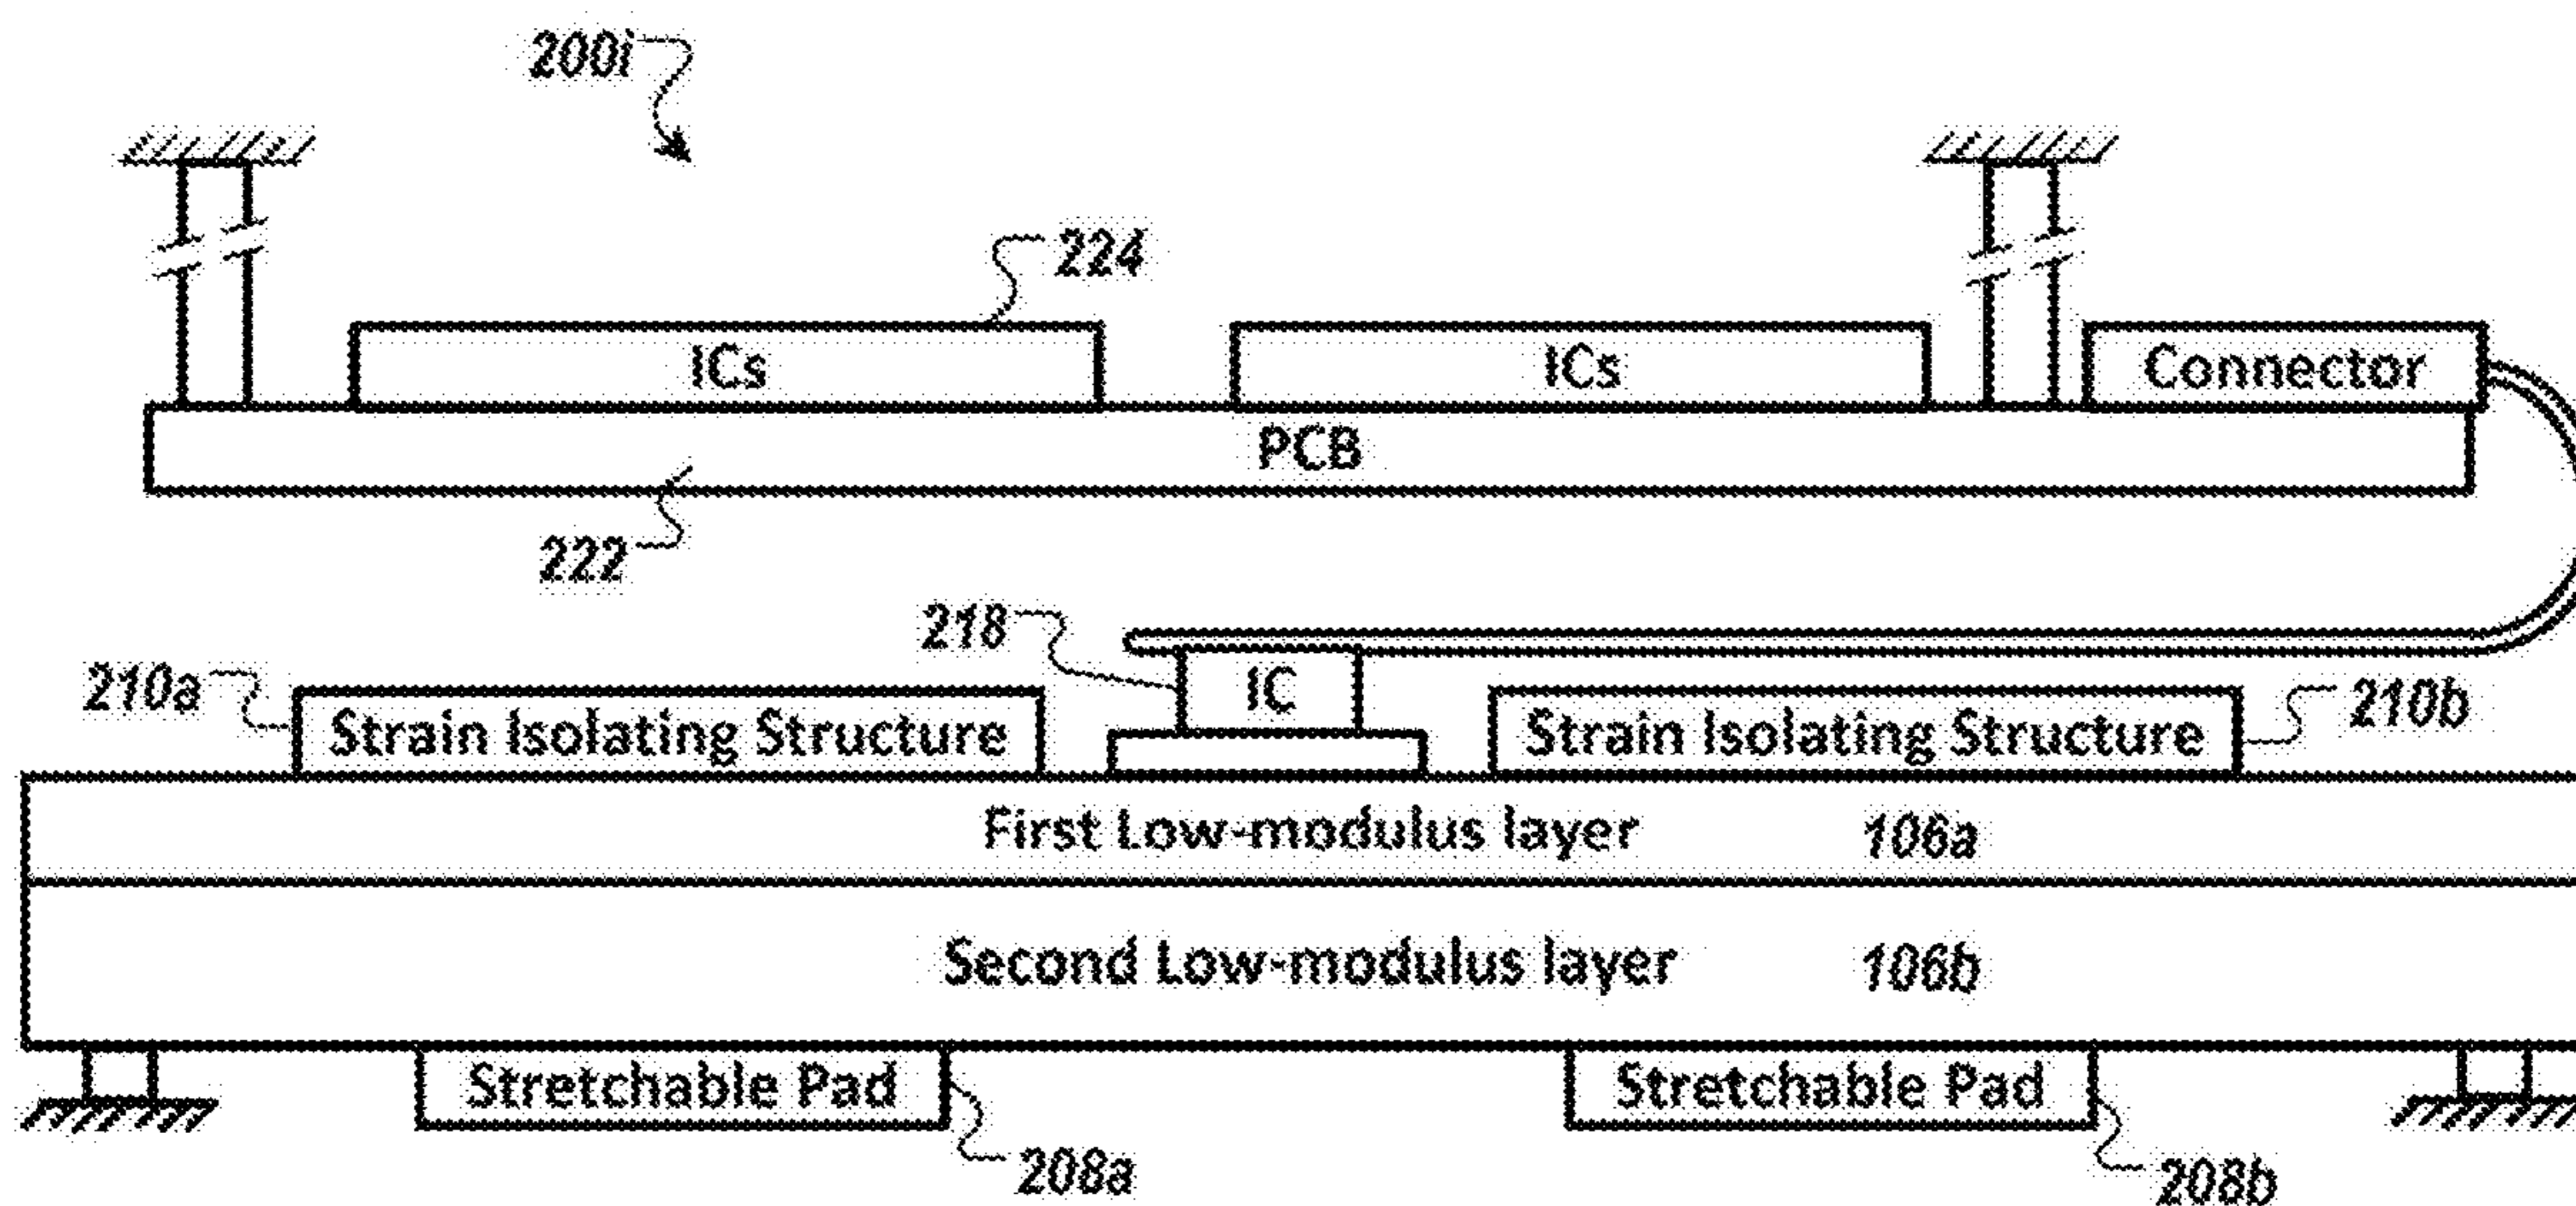 200i
224
ICs
ICs
Connector
PCB
222
218
IC
210a
Strain Isolating Structure
Strain Isolating Structure
210b
First Low-modulus layer 106a
Second Low-modulus layer 106b
Stretchable Pad
Stretchable Pad
208a
208b